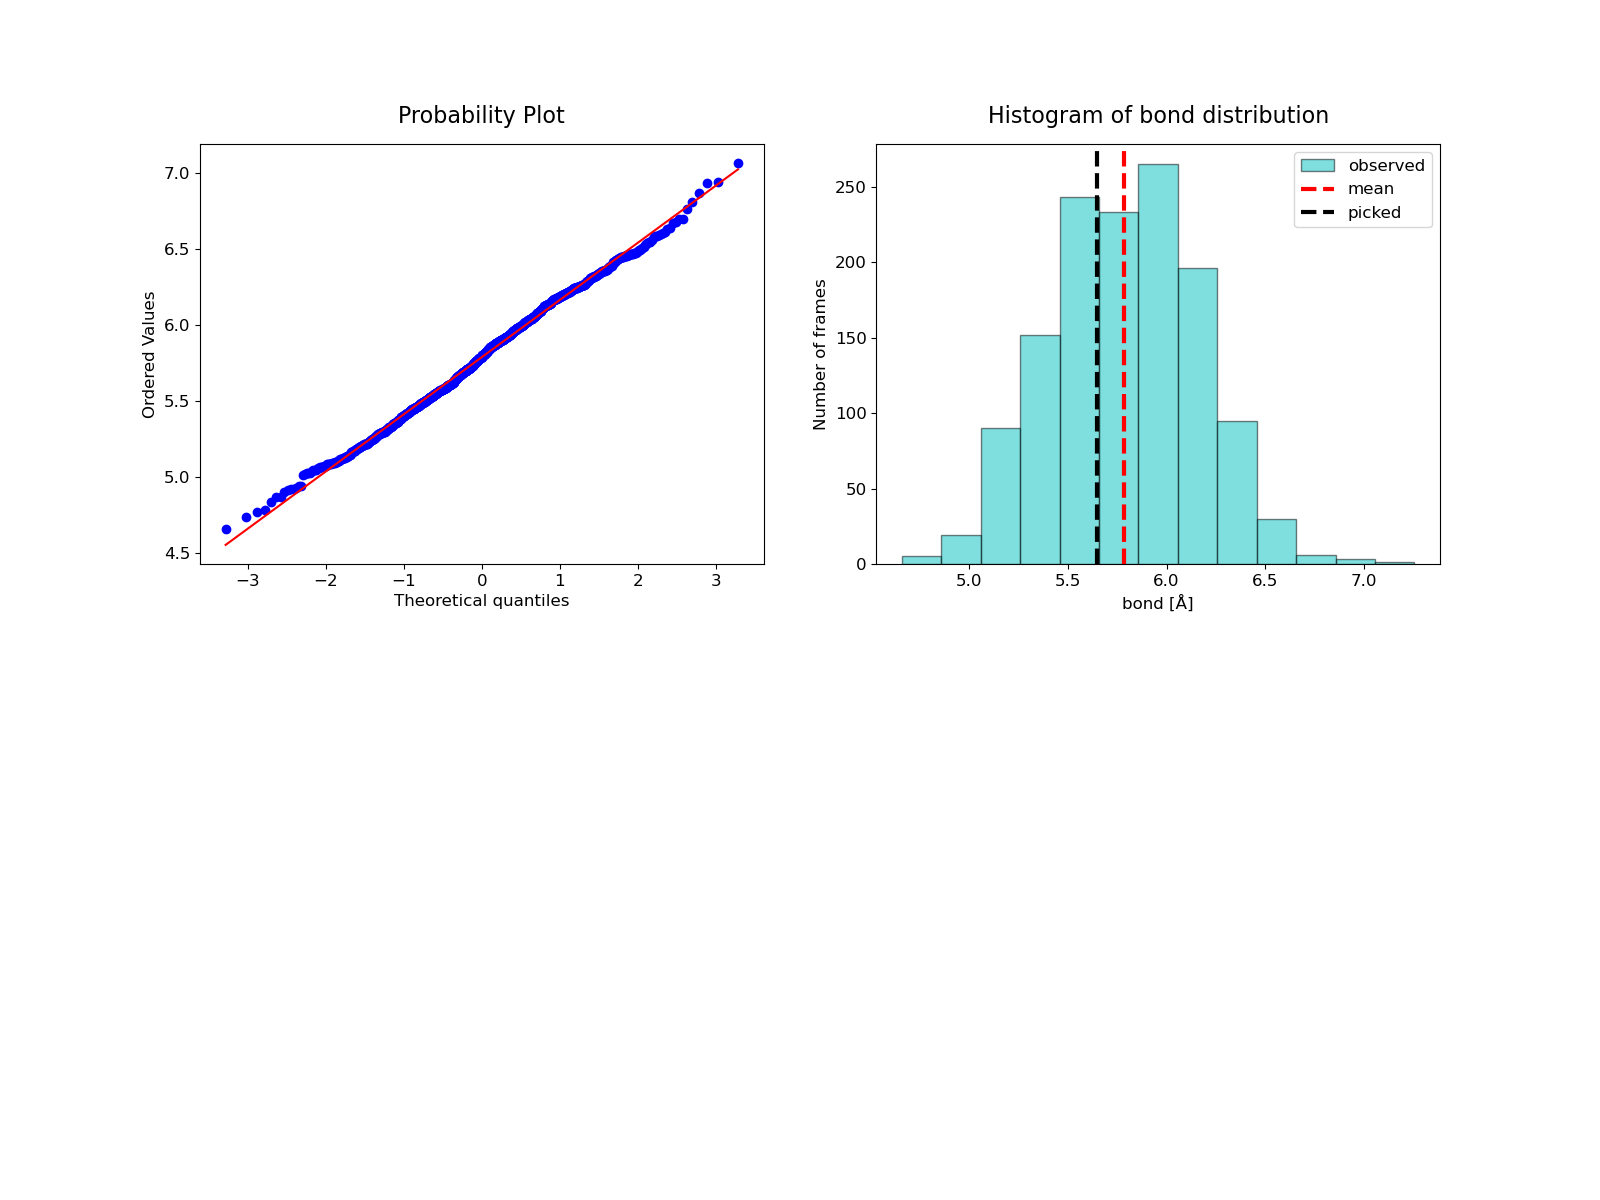 Probability Plot
Ordered Values
7.0
6.5
6.0
5.5
5.0
4.5
−3
−2
−1
0
1
2
3
Theoretical quantiles
Histogram of bond distribution
Number of frames
250
200
150
100
50
0
5.0
5.5
6.0
6.5
7.0
bond [Å]
observed
mean
picked